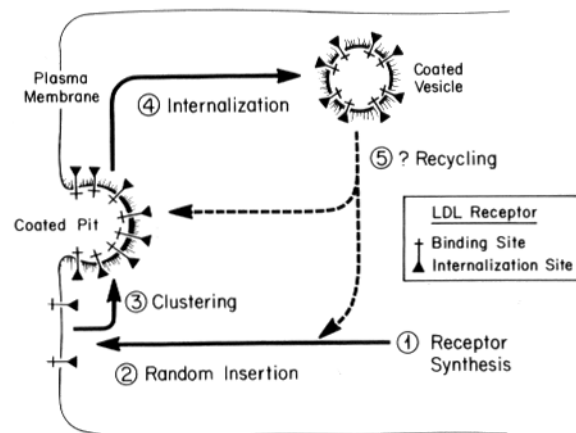 Plasma
Membrane
④ Internalization
Coated
Vesicle
⑤ ? Recycling
Coated Pit
LDL Receptor
Binding Site
Internalization Site
③ Clustering
① Receptor
Synthesis
② Random Insertion